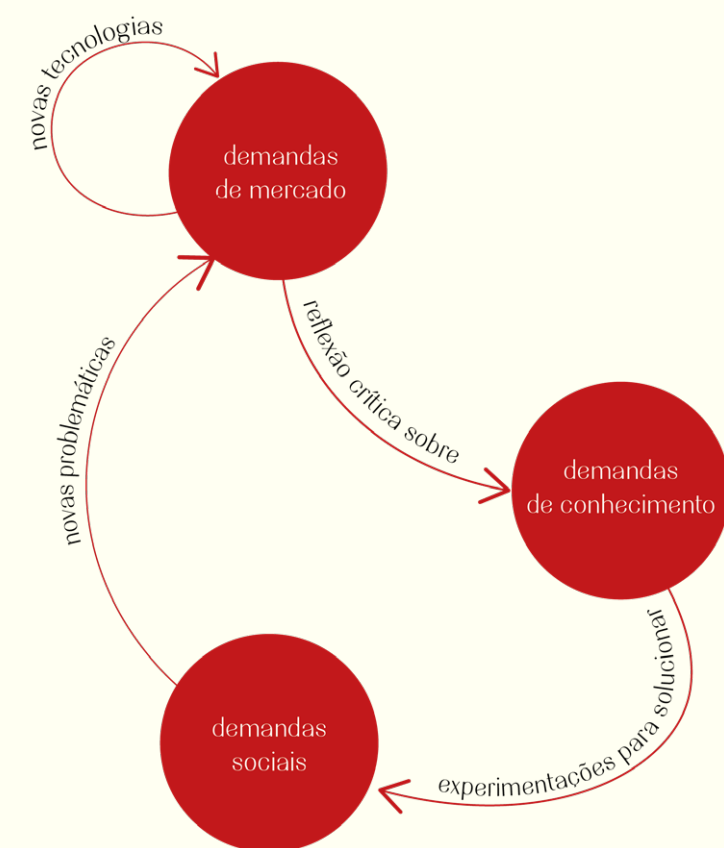 novas tecnologias
demandas
de mercado
reflexão crítica sobre
novas problemáticas
demandas
de conhecimento
experimentações para solucionar
demandas
sociais